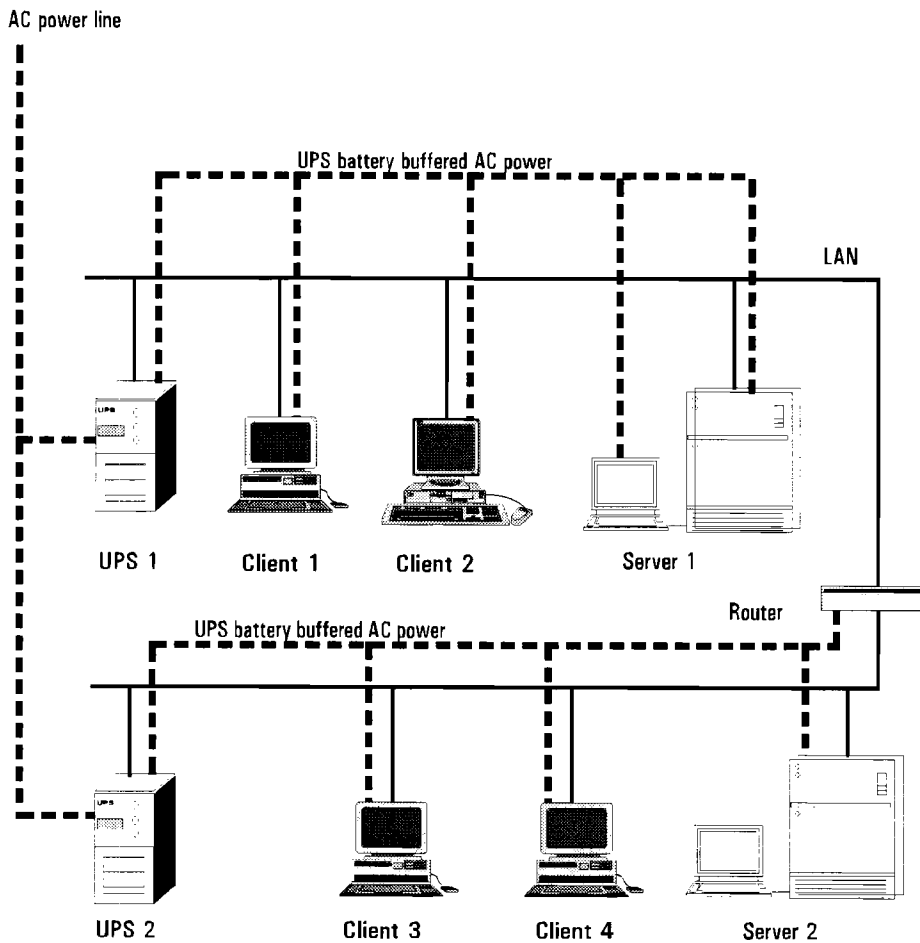 AC power line
UPS battery buffered AC power
LAN
UPS
UPS 1
Client 1
Client 2
Server 1
Router
UPS battery buffered AC power
UPS
UPS 2
Client 3
Client 4
Server 2